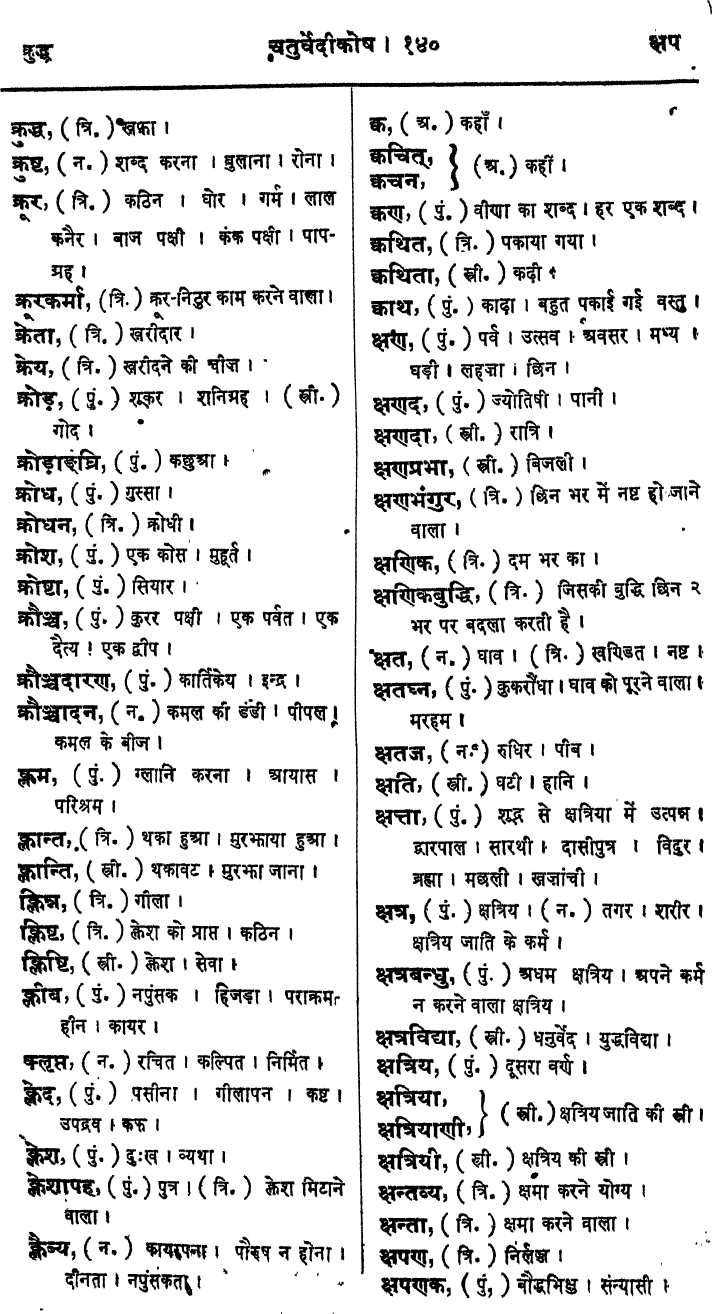 क्रुद्ध
चतुर्वेदीकोष । १४०
क्षप
क्रुद्ध, ( त्रि. ) खफ़ा ।
क्रुष्ट, ( न. ) शब्द करना । बुलाना । रोना ।
क्रूर, ( त्रि. ) कठिन । घोर । गर्म । लाल
कनैर । बाज पक्षी । कंक पक्षी । पाप-
ग्रह ।
क्रूरकर्मा, (त्रि. ) क्रूर-निठुर काम करने वाला ।
क्रेता, ( त्रि. ) खरीदार ।
क्रेय, ( त्रि. ) खरीदने की चीज ।
क्रोड़, ( पुं. ) शूकर । शनिग्रह । ( स्त्री. )
गोद ।
क्रोडाङंघ्रि, ( पुं. ) कछुआ ।
क्रोध, ( पुं. ) गुस्सा ।
क्रोधन, ( त्रि. ) क्रोधी ।
क्रोश, ( पुं. ) एक कोस । मुहूर्त ।
क्रोष्टा, ( पुं. ) सियार ।
क्रौञ्च, ( पुं. ) कुरर पक्षी । एक पर्वत । एक
दैत्य ! एक द्वीप ।
क्रौञ्चदारण, ( पुं. ) कार्तिकेय । इन्द्र ।
क्रौञ्चादन, ( न. ) कमल की डंडी । पीपल ।
कमल के बीज ।
क्लम, ( पुं. ) ग्लानि करना । आयास ।
परिश्रम ।
क्लान्त, ( त्रि. ) थका हुआ । मुरझाया हुआ ।
क्लान्ति, ( स्त्री. ) थकावट । मुरझा जाना ।
क्लिन्न, ( त्रि. ) गीला ।
क्लिष्ट, ( त्रि. ) क्लेश को प्राप्त । कठिन ।
क्लिष्टि, ( स्त्री. ) क्लेश । सेवा ।
क्लीब, ( पुं. ) नपुंसक । हिजड़ा । पराक्रम-
हीन । कायर ।
क्लृप्त, ( न. ) रचित । कल्पित । निर्मित ।
क्लेद, ( पुं. ) पसीना । गीलापन । कष्ट ।
उपद्रव । कफ ।
क्लेश, ( पुं. ) दुःख । व्यथा ।
क्लेशापह, ( पुं. ) पुत्र । ( त्रि. ) क्लेश मिटाने
वाला ।
क्लैब्य, ( न. ) कायरपना । पौरुष न होना ।
दीनता । नपुंसकता ।
क्व, ( अ. ) कहाँ ।
क्वचित्,
क्वचन, } ( अ. ) कहीं ।
क्वण, ( पुं. ) वीणा का शब्द । हर एक शब्द ।
क्वथित, ( त्रि. ) पकाया गया ।
क्वथिता, ( स्त्री. ) कढ़ी ।
क्वाथ, ( पुं. ) काढ़ा । बहुत पकाई गई वस्तु ।
क्षण, ( पुं. ) पर्व । उत्सव । अवसर । मध्य ।
घड़ी । लहज़ा । छिन ।
क्षणद, ( पुं. ) ज्योतिषी । पानी ।
क्षणदा, ( स्त्री. ) रात्रि ।
क्षणप्रभा, ( स्त्री. ) बिजली ।
क्षणभंगुर, ( त्रि. ) छिन भर में नष्ट हो जाने
वाला ।
क्षणिक, ( त्रि. ) दम भर का ।
क्षणिकबुद्धि, ( त्रि. ) जिसकी बुद्धि छिन २
भर पर बदला करती है ।
क्षत, ( न. ) घाव । ( त्रि. ) खण्डित । नष्ट ।
क्षतघ्न, ( पुं. ) कुकरौंधा । घाव को पूरने वाला ।
मरहम ।
क्षतज, ( न. ) रुधिर । पीब ।
क्षति, ( स्त्री. ) घटी । हानि ।
क्षत्ता, ( पुं. ) शूद्र से क्षत्रिया में उत्पन्न ।
द्वारपाल । सारथी । दासीपुत्र । विदुर ।
ब्रह्मा । मछली । खजांची ।
क्षत्र, ( पुं. ) क्षत्रिय । ( न. ) तगर । शरीर ।
क्षत्रिय जाति के कर्म ।
क्षत्रबन्धु, ( पुं. ) अधम क्षत्रिय । अपने कर्म
न करने वाला क्षत्रिय ।
क्षत्रविद्या, ( स्त्री. ) धनुर्वेद । युद्धविद्या ।
क्षत्रिय, ( पुं. ) दूसरा वर्ण ।
क्षत्रिया,
क्षत्रियाणी, } ( स्त्री. ) क्षत्रिय जाति की स्त्री ।
क्षत्रियी, ( स्त्री. ) क्षत्रिय की स्त्री ।
क्षन्तव्य, ( त्रि. ) क्षमा करने योग्य ।
क्षन्ता, ( त्रि. ) क्षमा करने वाला ।
क्षपण, ( त्रि. ) निर्लज्ज ।
क्षपणक, ( पुं, ) बौद्धभिक्षु । संन्यासी ।